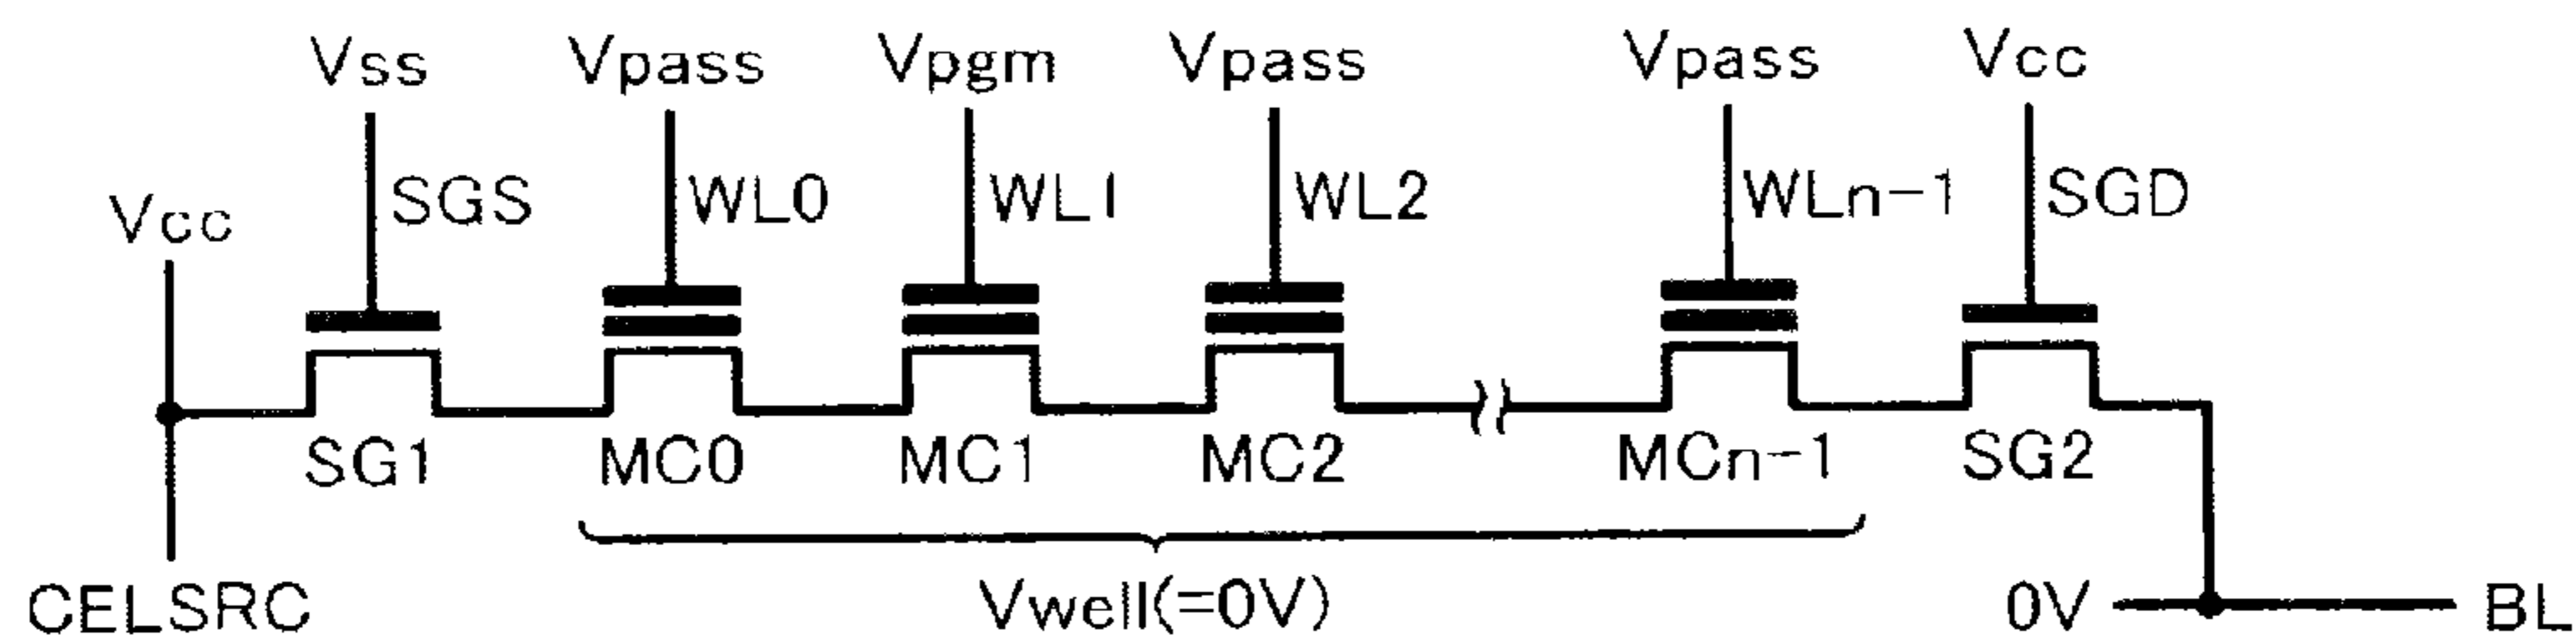 Vss Vpass Vpgm Vpass Vpass Vcc
Vcc SGS WL0 WL1 WL2 WLn-1 SGD
SG1 MC0 MC1 MC2 MCn-1 SG2
CELSRC Vwell(=0V) 0V BL